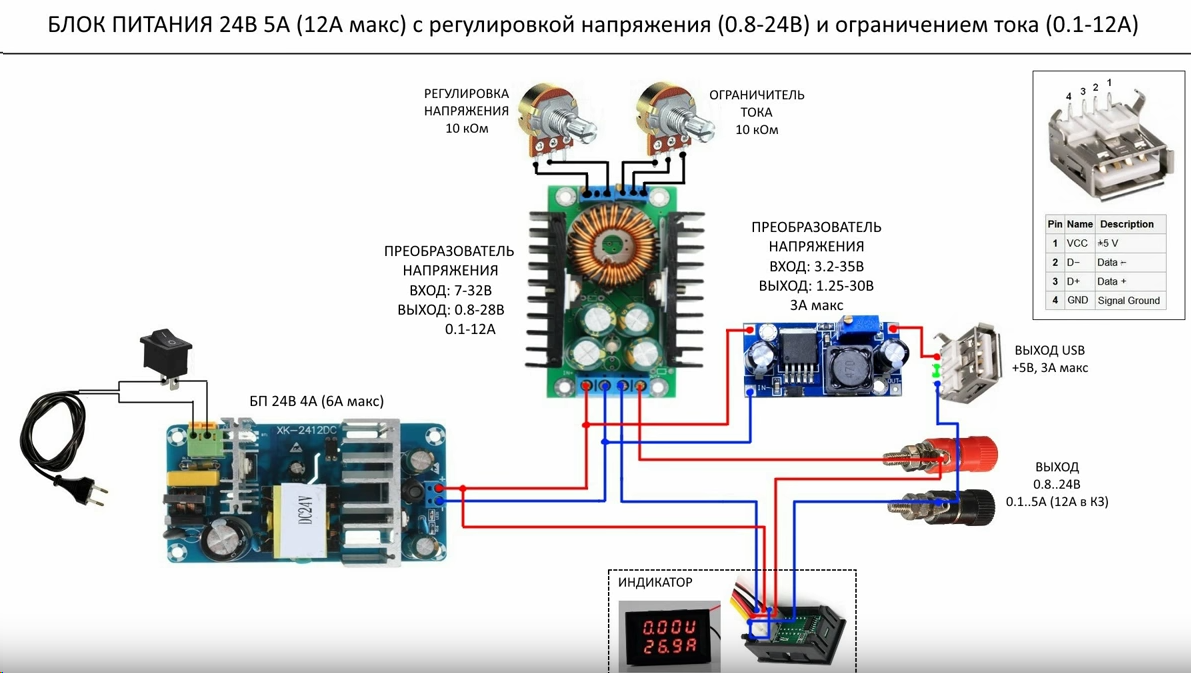 БЛОК ПИТАНИЯ 24В 5А (12А макс) с регулировкой напряжения (0.8-24В) и ограничением тока (0.1-12А)
РЕГУЛИРОВКА
НАПРЯЖЕНИЯ
10 кОм
ОГРАНИЧИТЕЛЬ
ТОКА
10 кОм
4 3 2 1
Pin Name Description
1 VCC +5 V
2 D− Data −
3 D+ Data +
4 GND Signal Ground
ПРЕОБРАЗОВАТЕЛЬ
НАПРЯЖЕНИЯ
ВХОД: 7-32В
ВЫХОД: 0.8-28В
0.1-12А
ПРЕОБРАЗОВАТЕЛЬ
НАПРЯЖЕНИЯ
ВХОД: 3.2-35В
ВЫХОД: 1.25-30В
3А макс
IN-
OUT-
470
ВЫХОД USB
+5В, 3А макс
БП 24В 4А (6А макс)
XK-2412DC
DC24V
ВЫХОД
0.8..24В
0.1..5А (12А в КЗ)
ИНДИКАТОР
0.00U
26.9A